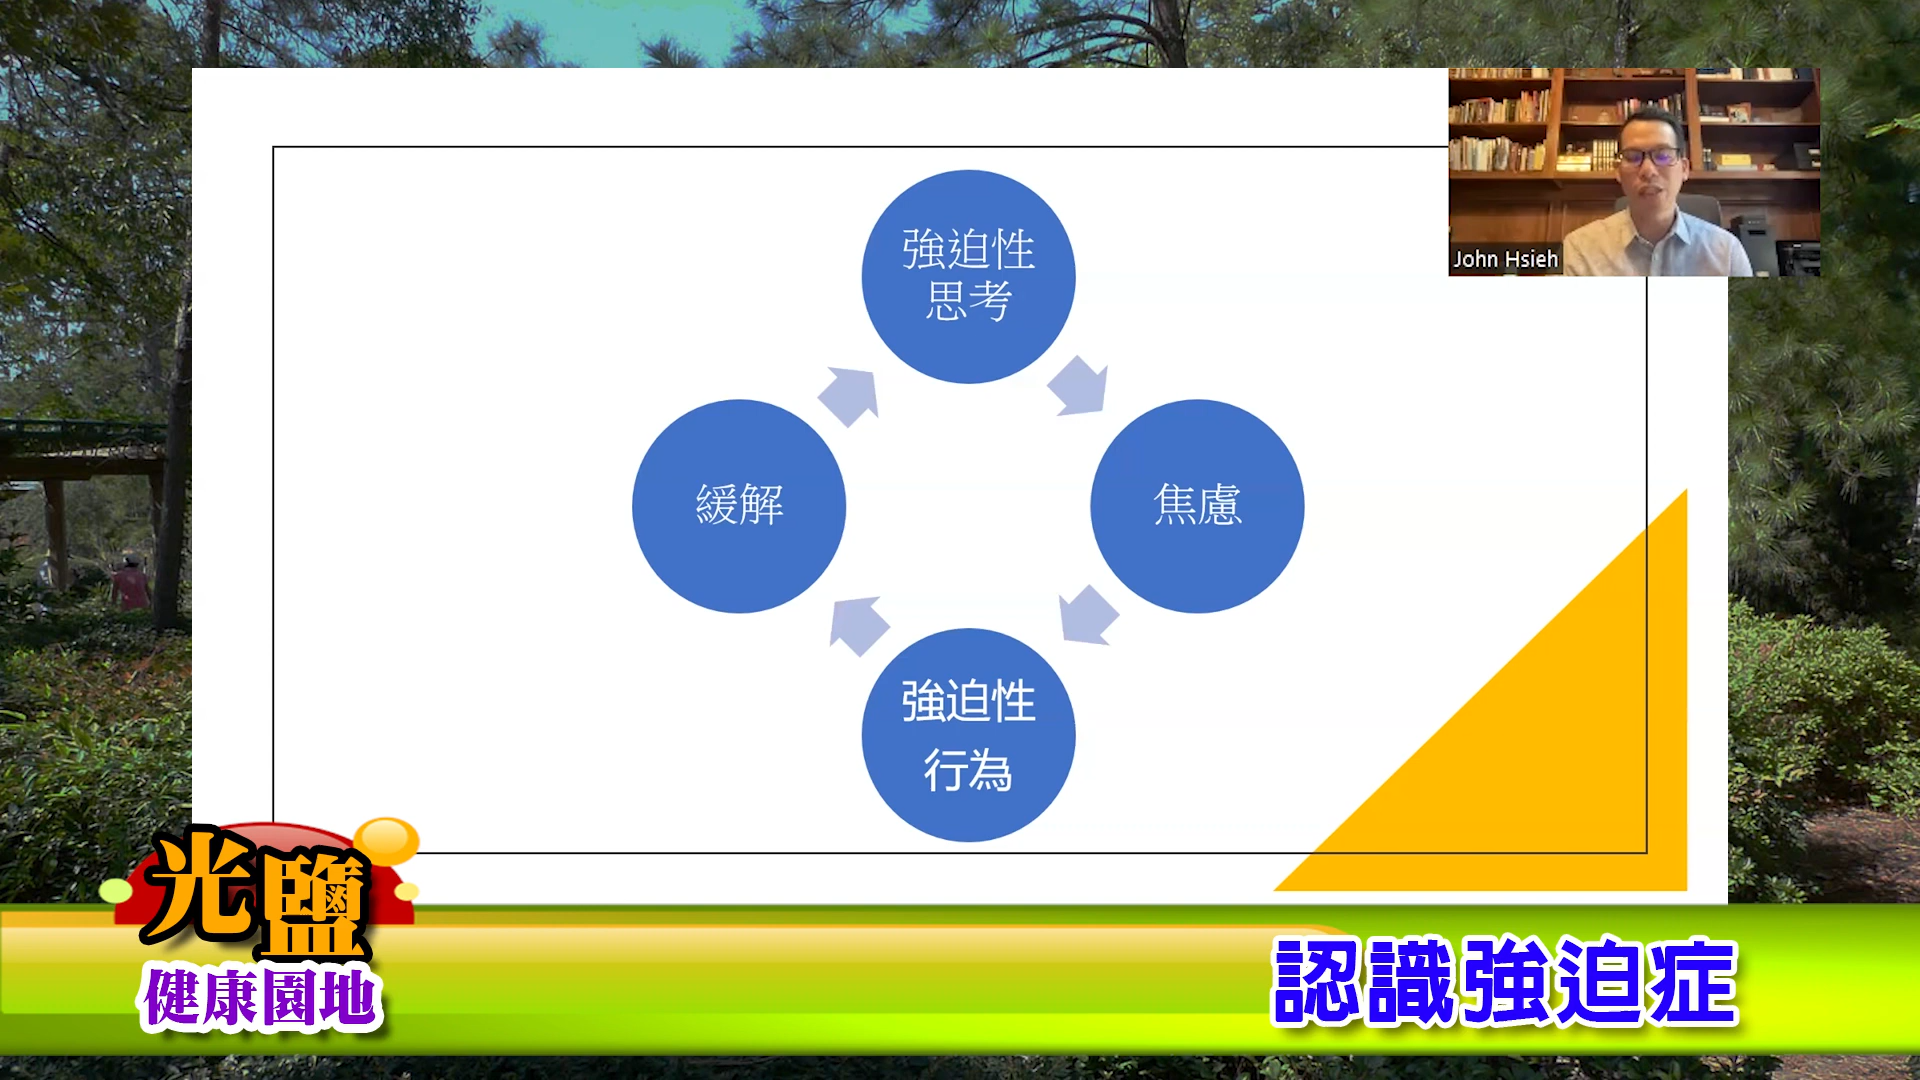 強迫性
思考
John Hsieh
緩解
焦慮
強迫性
行為
光鹽
健康園地
認識強迫症